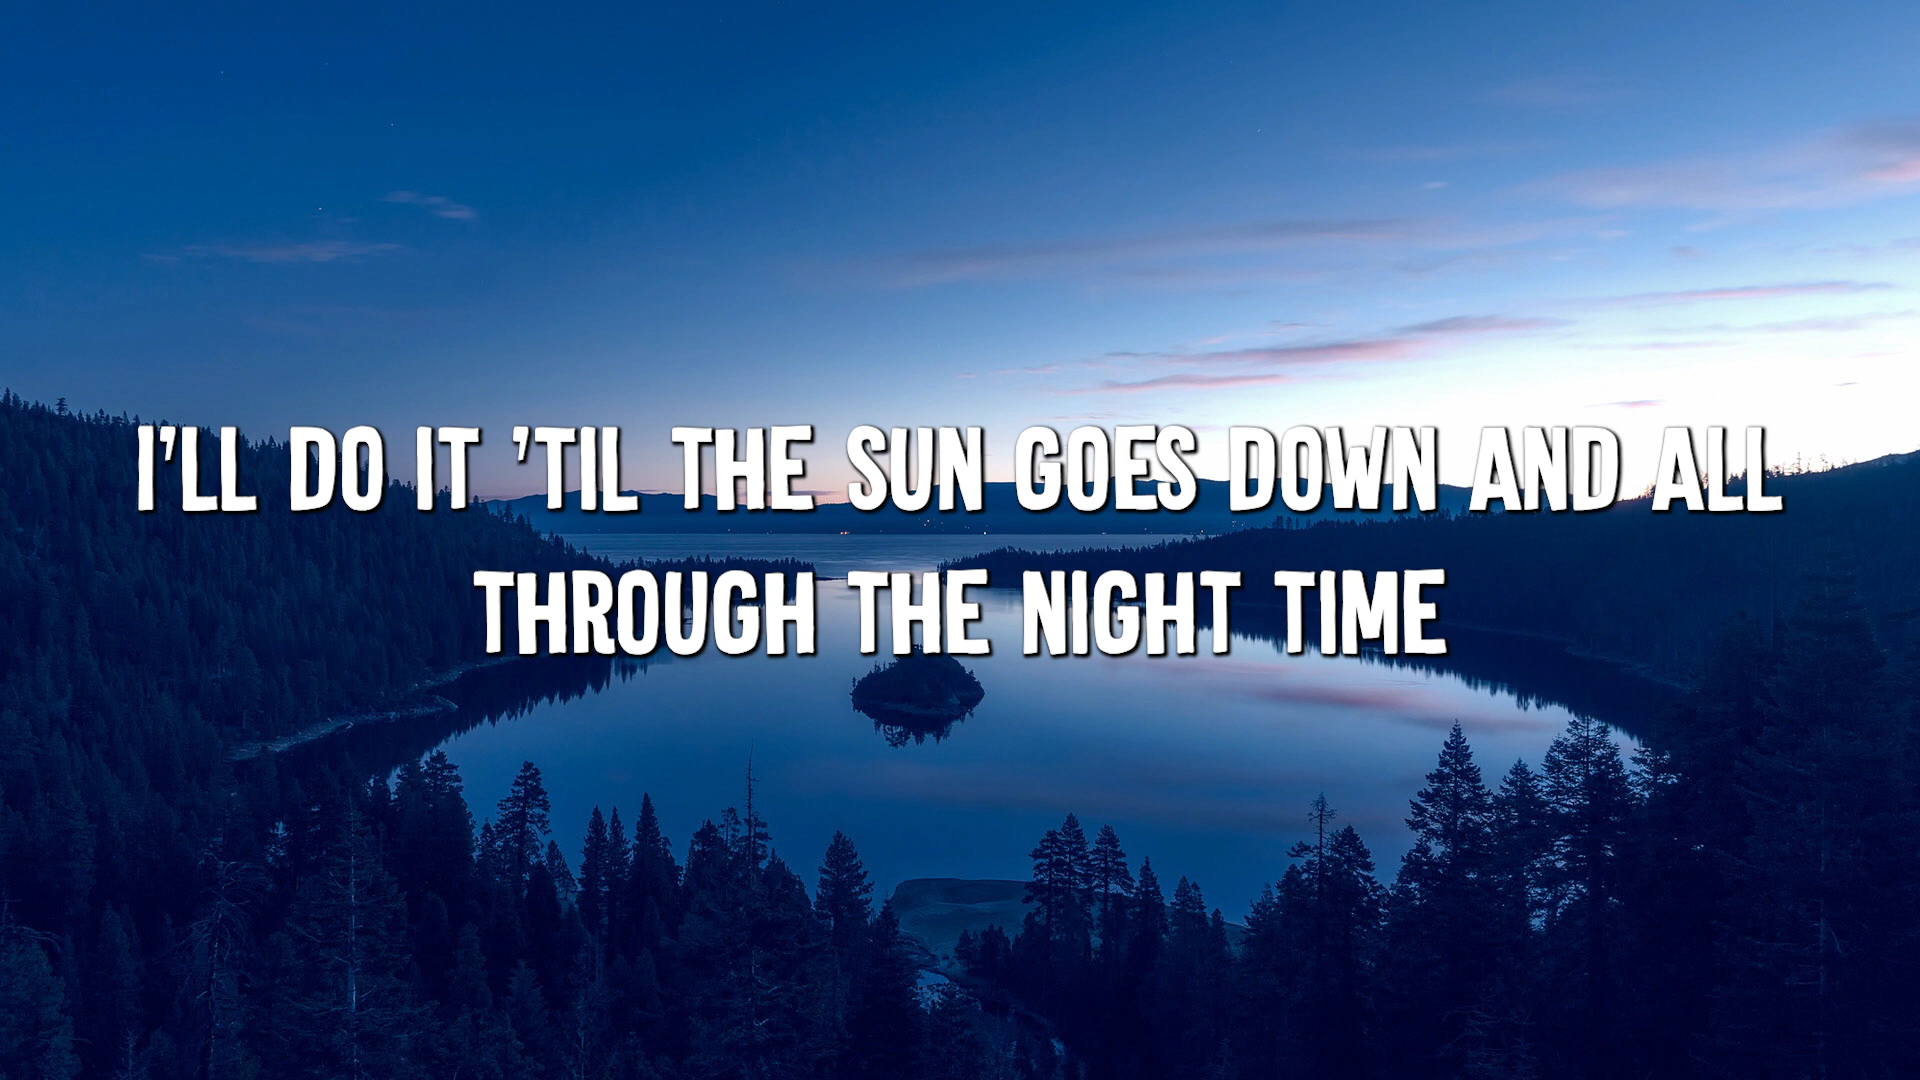 I'LL DO IT 'TIL THE SUN GOES DOWN AND ALL
THROUGH THE NIGHT TIME